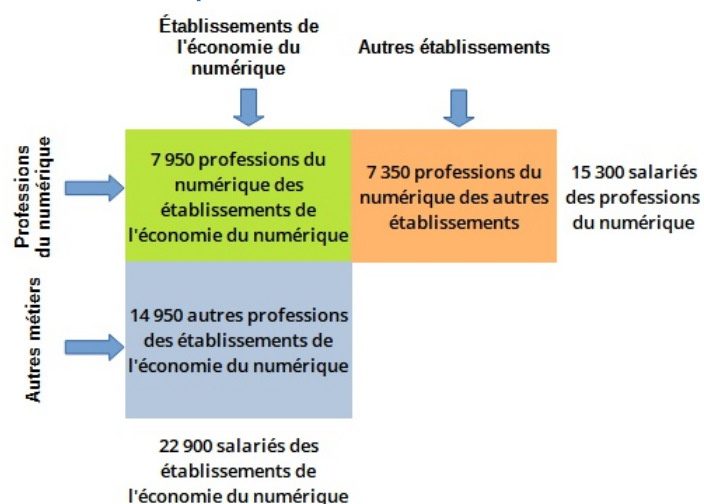 Établissements de
l'économie du
numérique
Autres établissements
Professions
du numérique
7 950 professions du
numérique des
établissements de
l'économie du numérique
7 350 professions du
numérique des autres
établissements
15 300 salariés
des professions
du numérique
Autres métiers
14 950 autres professions
des établissements de
l'économie du numérique
22 900 salariés des
établissements de
l'économie du numérique